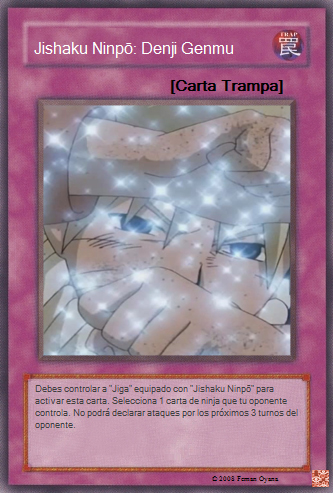 Jishaku Ninpō: Denji Genmu
TRAP
罠
[Carta Trampa]
Debes controlar a "Jiga" equipado con "Jishaku Ninpō" para
activar esta carta. Selecciona 1 carta de ninja que tu oponente
controla. No podrá declarar ataques por los próximos 3 turnos del
oponente.
© 2008 Fernan Oyana